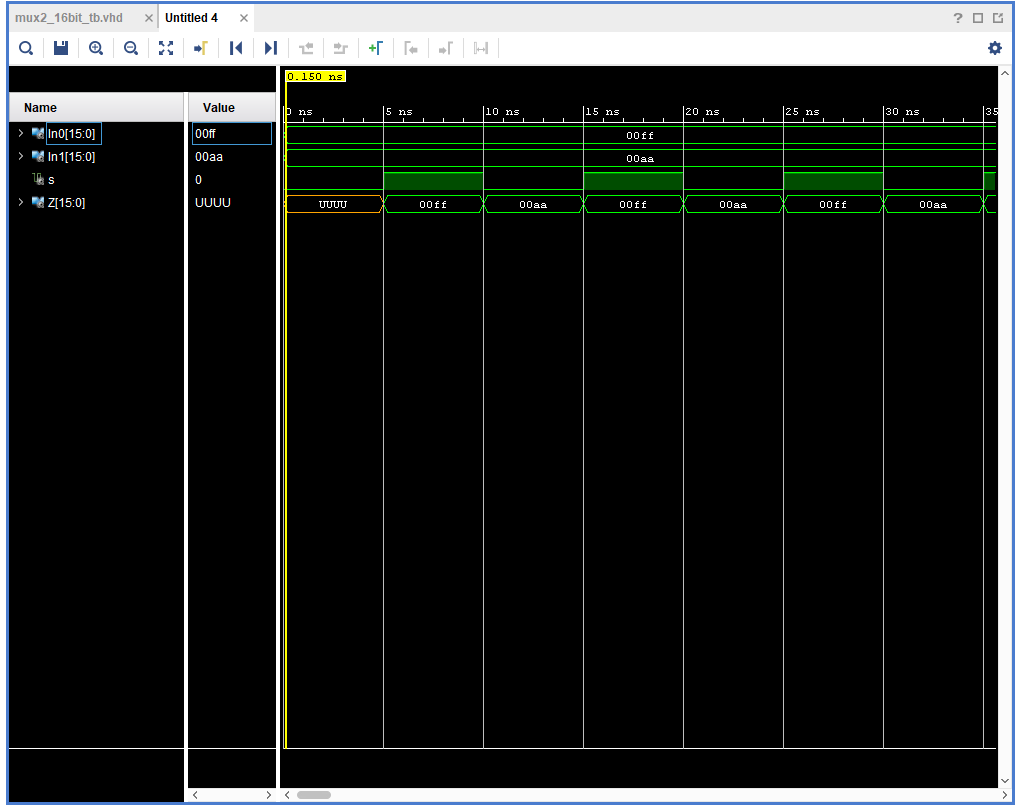 mux2_16bit_tb.vhd × Untitled 4 × ?
0.150 ns
Name Value 0 ns 5 ns 10 ns 15 ns 20 ns 25 ns 30 ns 35
In0[15:0] 00ff 00ff
In1[15:0] 00aa 00aa
s 0
Z[15:0] UUUU UUUU 00ff 00aa 00ff 00aa 00ff 00aa